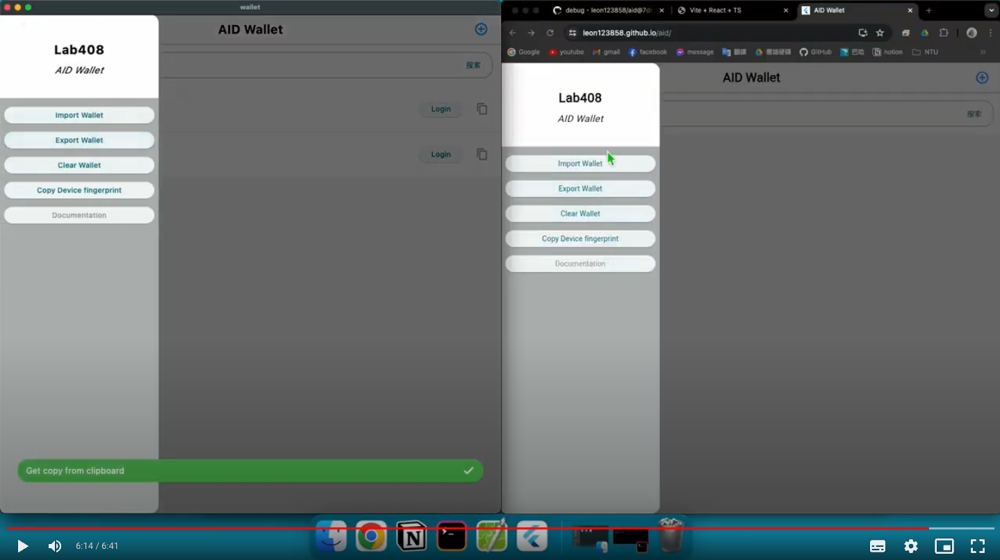 wallet
AID Wallet
Lab408
AID Wallet
搜索
Import Wallet
Login
Export Wallet
Login
Clear Wallet
Copy Device fingerprint
Documentation
Get copy from clipboard
debug · leon123858/aid@7d
Vite + React + TS
AID Wallet
leon123858.github.io/aid/
Google
youtube
gmail
facebook
message
翻譯
GitHub
巴哈
notion
NTU
AID Wallet
Lab408
AID Wallet
搜索
Import Wallet
Export Wallet
Clear Wallet
Copy Device fingerprint
Documentation
6:14 / 6:41